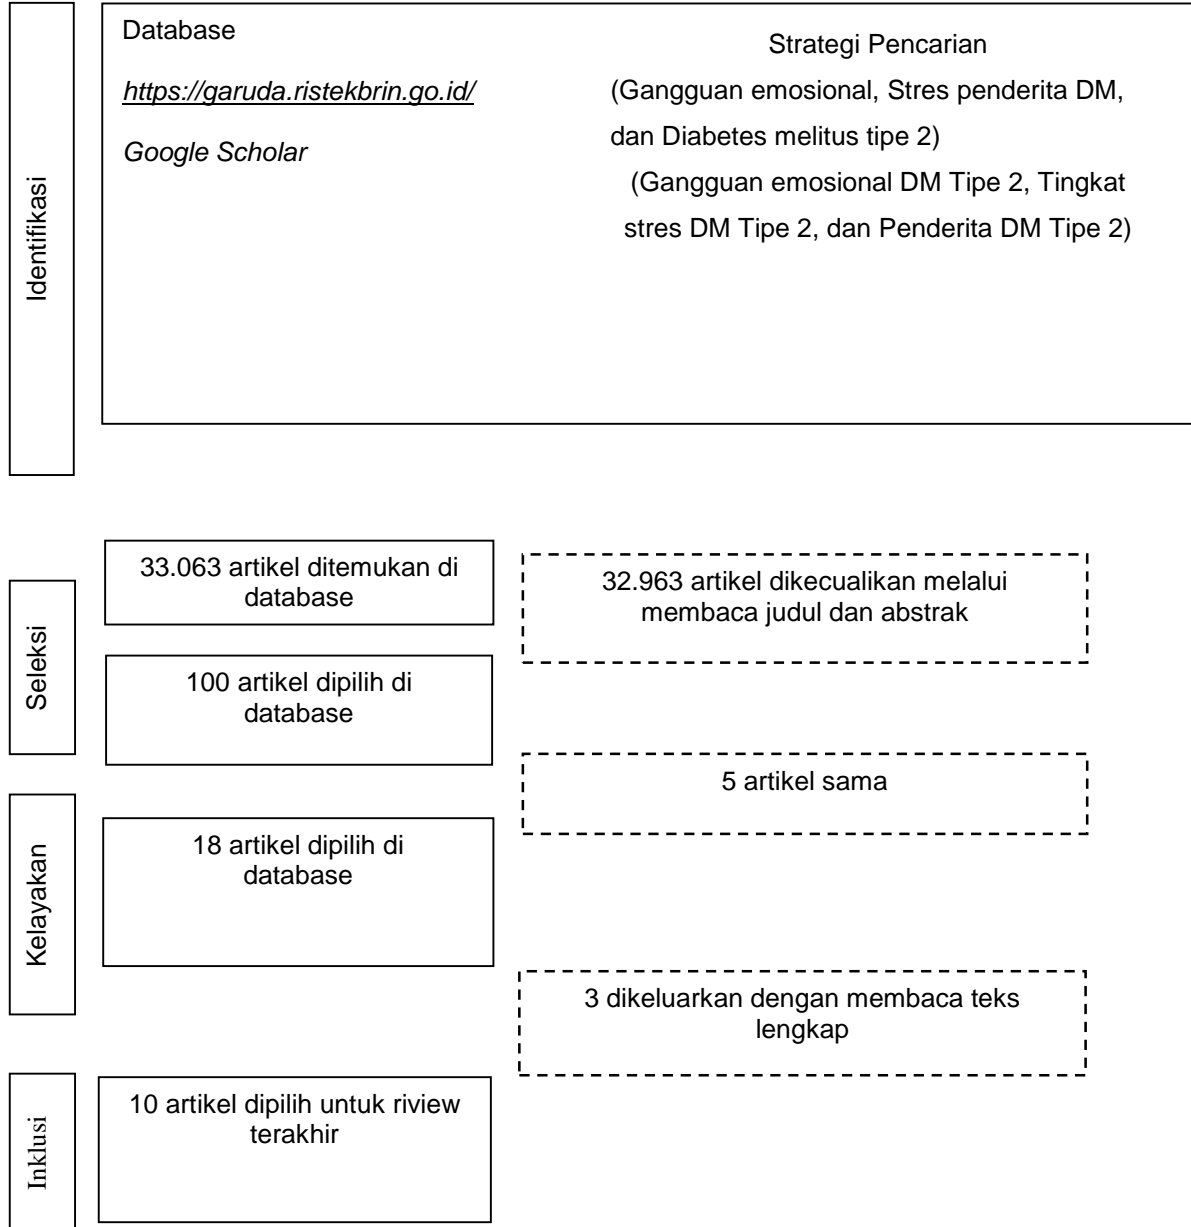 Identifikasi
Database
https://garuda.ristekbrin.go.id/
Google Scholar
Strategi Pencarian
(Gangguan emosional, Stres penderita DM,
dan Diabetes melitus tipe 2)
(Gangguan emosional DM Tipe 2, Tingkat
stres DM Tipe 2, dan Penderita DM Tipe 2)
Seleksi
33.063 artikel ditemukan di
database
32.963 artikel dikecualikan melalui
membaca judul dan abstrak
100 artikel dipilih di
database
5 artikel sama
Kelayakan
18 artikel dipilih di
database
3 dikeluarkan dengan membaca teks
lengkap
Inklusi
10 artikel dipilih untuk riview
terakhir